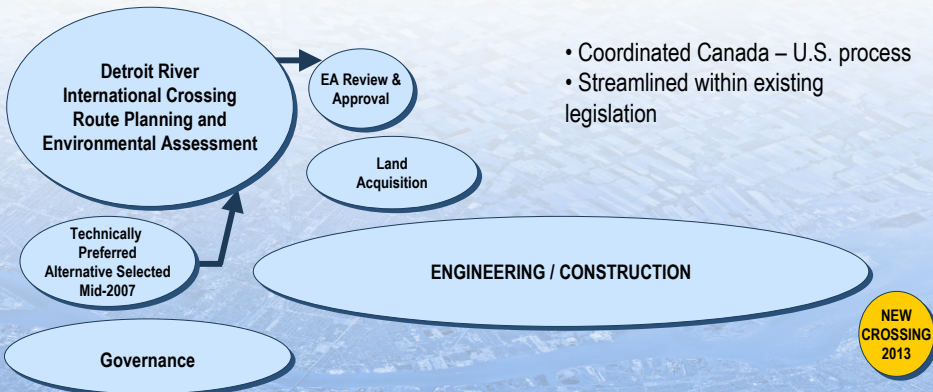 Detroit River
International Crossing
Route Planning and
Environmental Assessment
EA Review &
Approval
• Coordinated Canada – U.S. process
• Streamlined within existing
legislation
Land
Acquisition
Technically
Preferred
Alternative Selected
Mid-2007
ENGINEERING / CONSTRUCTION
NEW
CROSSING
2013
Governance